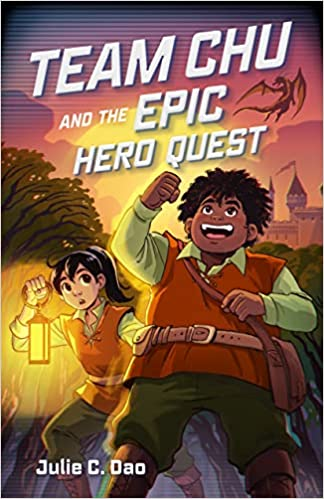 TEAM CHU
AND THE EPIC
HERO QUEST
Julie C. Dao